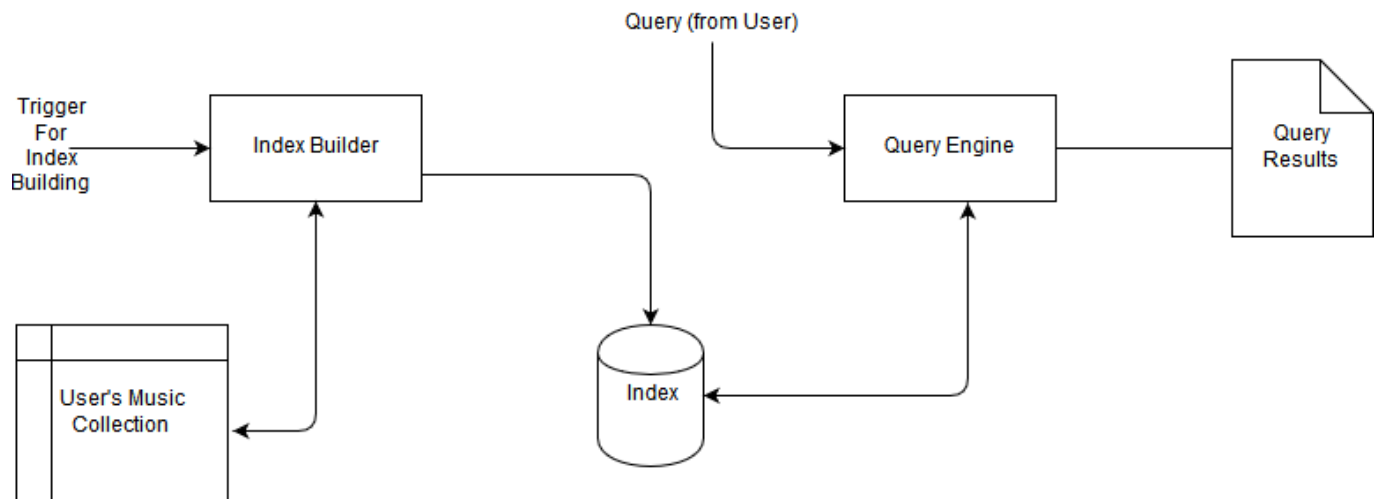 Query (from User)
Trigger
For
Index
Building
Index Builder
Query Engine
Query
Results
User's Music
Collection
Index